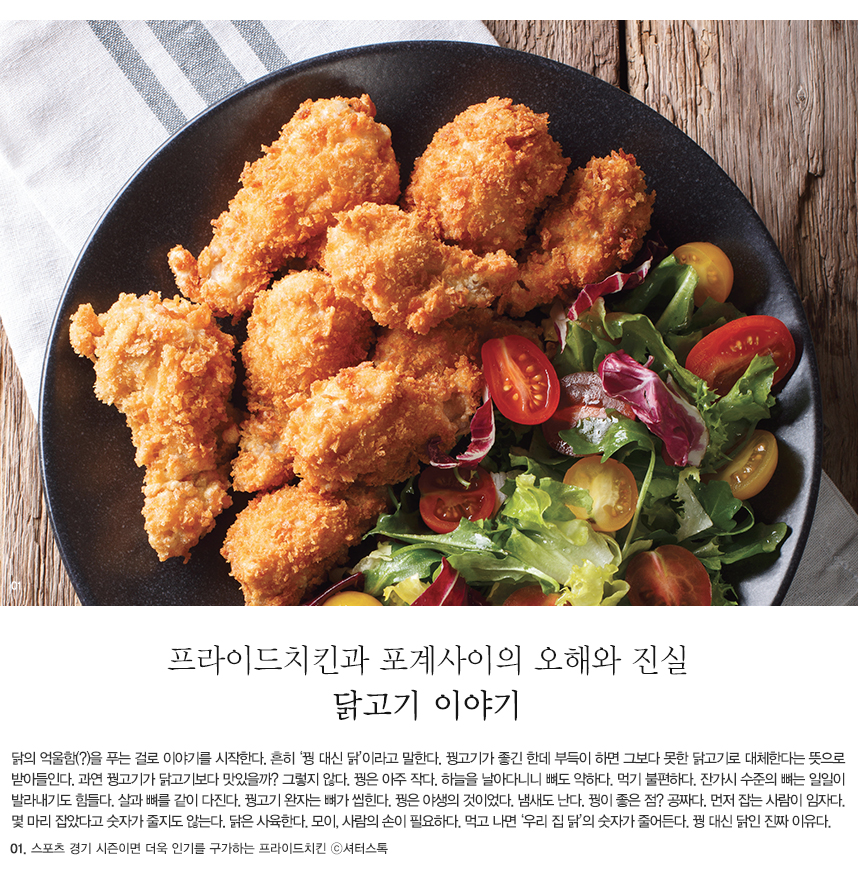 01
프라이드치킨과 포계사이의 오해와 진실
닭고기 이야기
닭의 억울함(?)을 푸는 걸로 이야기를 시작한다. 흔히 ‘꿩 대신 닭’이라고 말한다. 꿩고기가 좋긴 한데 부득이 하면 그보다 못한 닭고기로 대체한다는 뜻으로
받아들인다. 과연 꿩고기가 닭고기보다 맛있을까? 그렇지 않다. 꿩은 아주 작다. 하늘을 날아다니니 뼈도 약하다. 먹기 불편하다. 잔가시 수준의 뼈는 일일이
발라내기도 힘들다. 살과 뼈를 같이 다진다. 꿩고기 완자는 뼈가 씹힌다. 꿩은 야생의 것이었다. 냄새도 난다. 꿩이 좋은 점? 공짜다. 먼저 잡는 사람이 임자다.
몇 마리 잡았다고 숫자가 줄지도 않는다. 닭은 사육한다. 모이, 사람의 손이 필요하다. 먹고 나면 ‘우리 집 닭’의 숫자가 줄어든다. 꿩 대신 닭인 진짜 이유다.
01. 스포츠 경기 시즌이면 더욱 인기를 구가하는 프라이드치킨 ⓒ셔터스톡